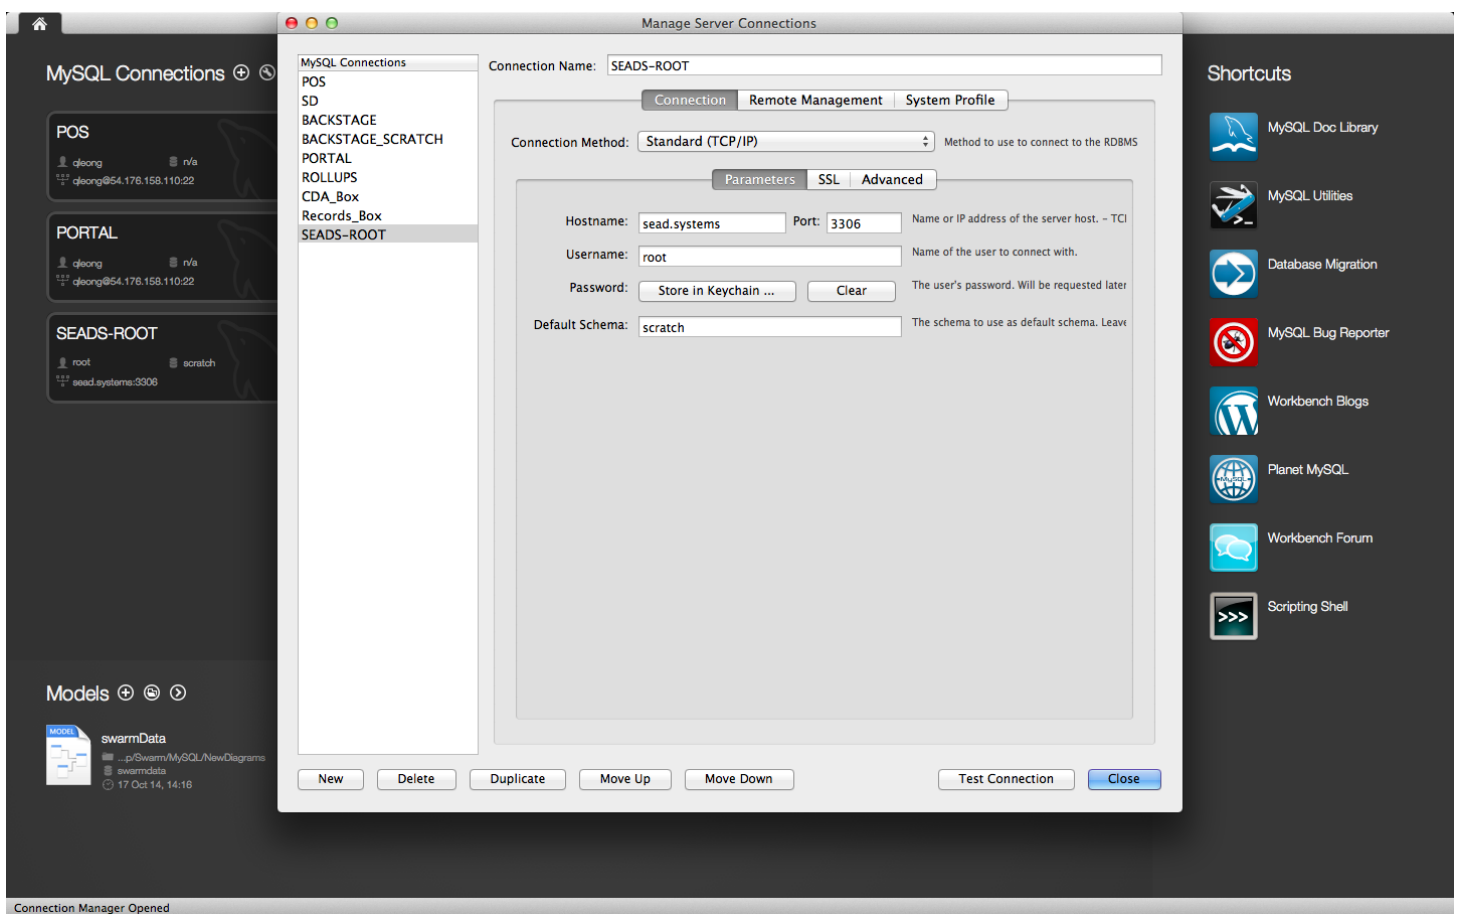 Manage Server Connections
MySQL Connections
POS
qleong
n/a
qleong@54.176.158.110:22
PORTAL
qleong
n/a
qleong@54.176.158.110:22
SEADS-ROOT
root
scratch
sead.systems:3306
Models
MODEL
swarmData
...p/Swarm/MySQL/NewDiagrams
swarmdata
17 Oct 14, 14:16
MySQL Connections
POS
SD
BACKSTAGE
BACKSTAGE_SCRATCH
PORTAL
ROLLUPS
CDA_Box
Records_Box
SEADS-ROOT
Connection Name: SEADS-ROOT
Connection Remote Management System Profile
Connection Method: Standard (TCP/IP) Method to use to connect to the RDBMS
Parameters SSL Advanced
Hostname: sead.systems Port: 3306 Name or IP address of the server host. - TCI
Username: root Name of the user to connect with.
Password: Store in Keychain ... Clear The user's password. Will be requested later
Default Schema: scratch The schema to use as default schema. Leave
New Delete Duplicate Move Up Move Down Test Connection Close
Shortcuts
MySQL Doc Library
MySQL Utilities
Database Migration
MySQL Bug Reporter
Workbench Blogs
MySQL
Planet MySQL
Workbench Forum
>>>
Scripting Shell
Connection Manager Opened